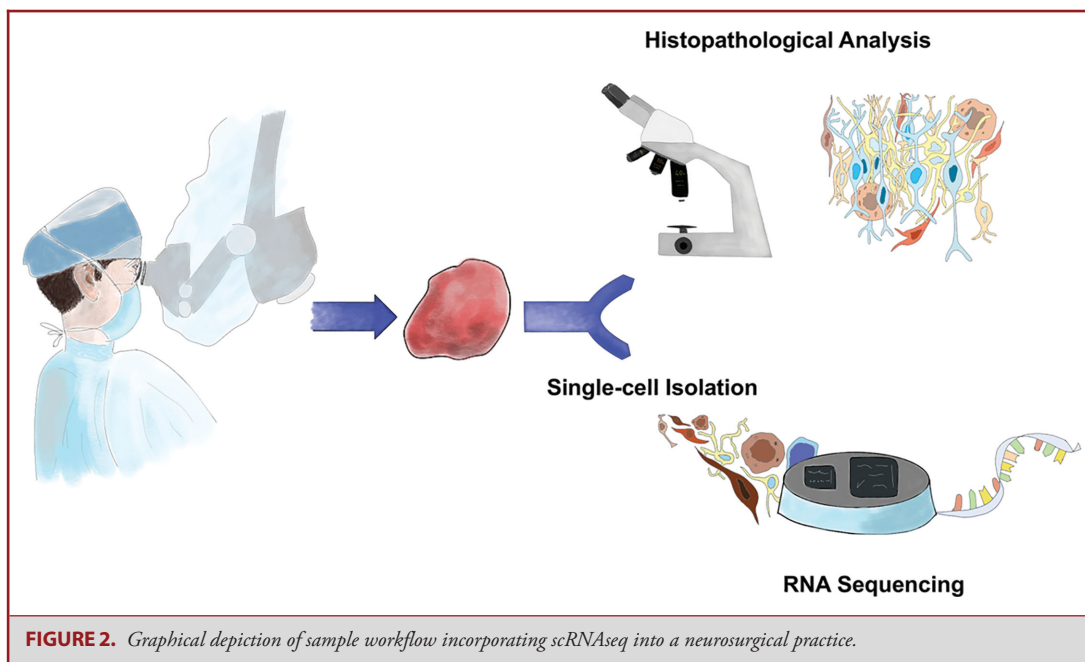 Histopathological Analysis
Single-cell Isolation
RNA Sequencing
FIGURE 2. Graphical depiction of sample workflow incorporating scRNAseq into a neurosurgical practice.